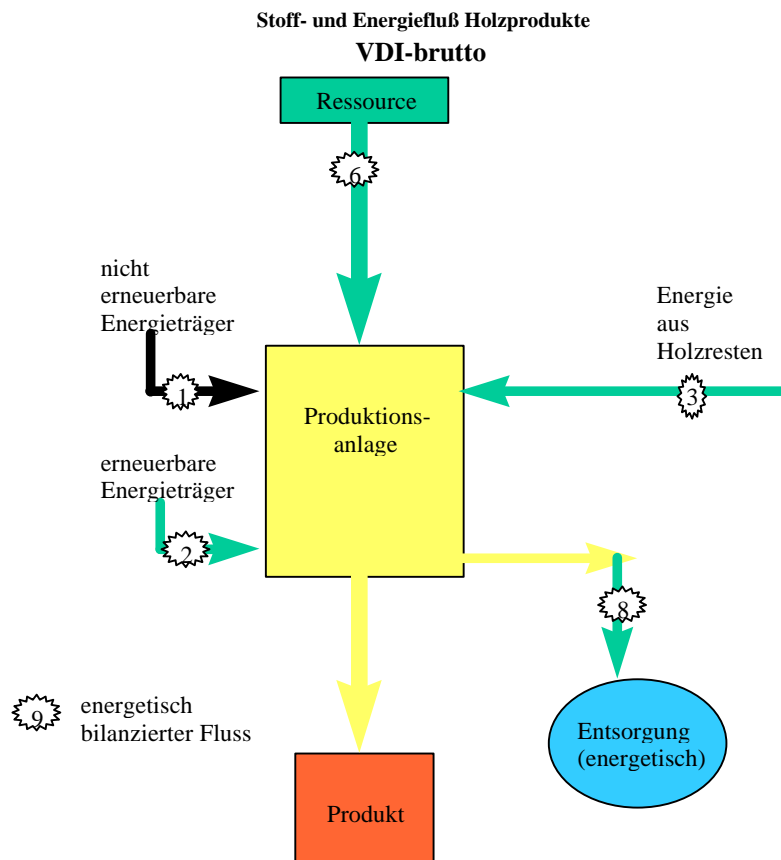 Stoff- und Energiefluß Holzprodukte
VDI-brutto
Ressource
6
nicht
erneuerbare
Energieträger
1
Energie
aus
Holzresten
3
Produktions-
anlage
erneuerbare
Energieträger
2
8
9
energetisch
bilanzierter Fluss
Entsorgung
(energetisch)
Produkt